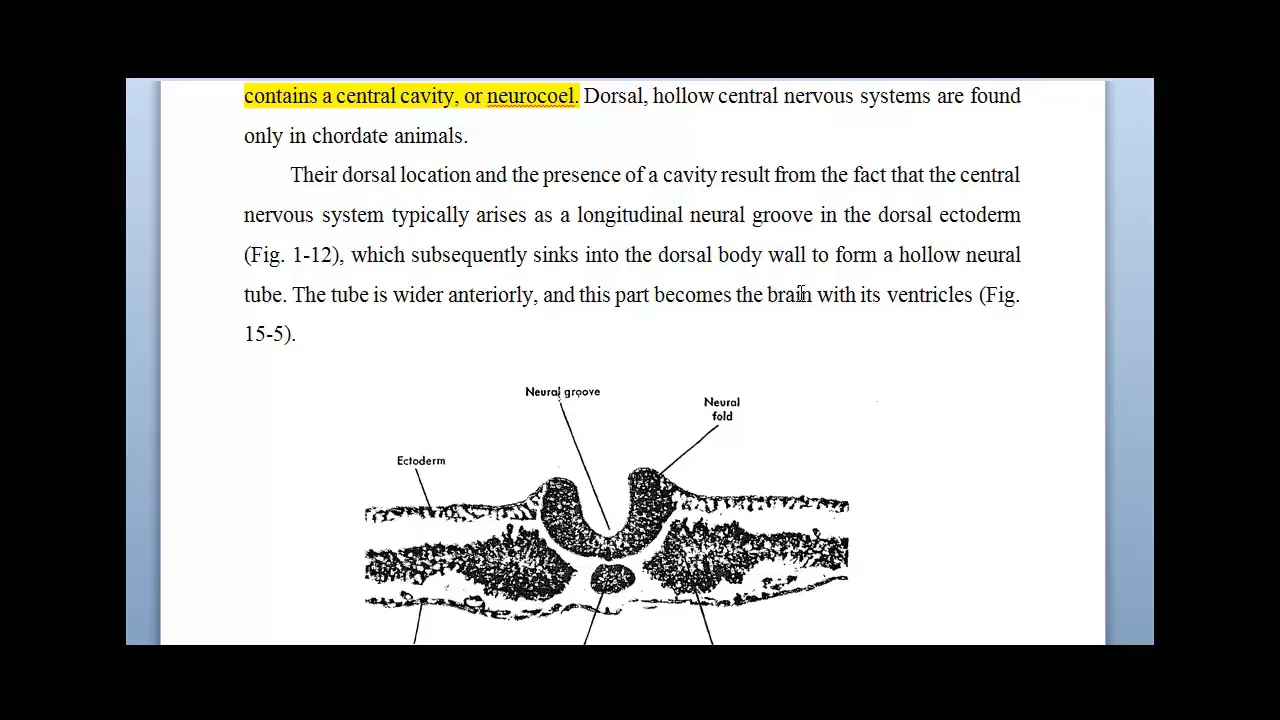 contains a central cavity, or neurocoel. Dorsal, hollow central nervous systems are found
only in chordate animals.
Their dorsal location and the presence of a cavity result from the fact that the central
nervous system typically arises as a longitudinal neural groove in the dorsal ectoderm
(Fig. 1-12), which subsequently sinks into the dorsal body wall to form a hollow neural
tube. The tube is wider anteriorly, and this part becomes the brain with its ventricles (Fig.
15-5).
Neural groove
Neural
fold
Ectoderm